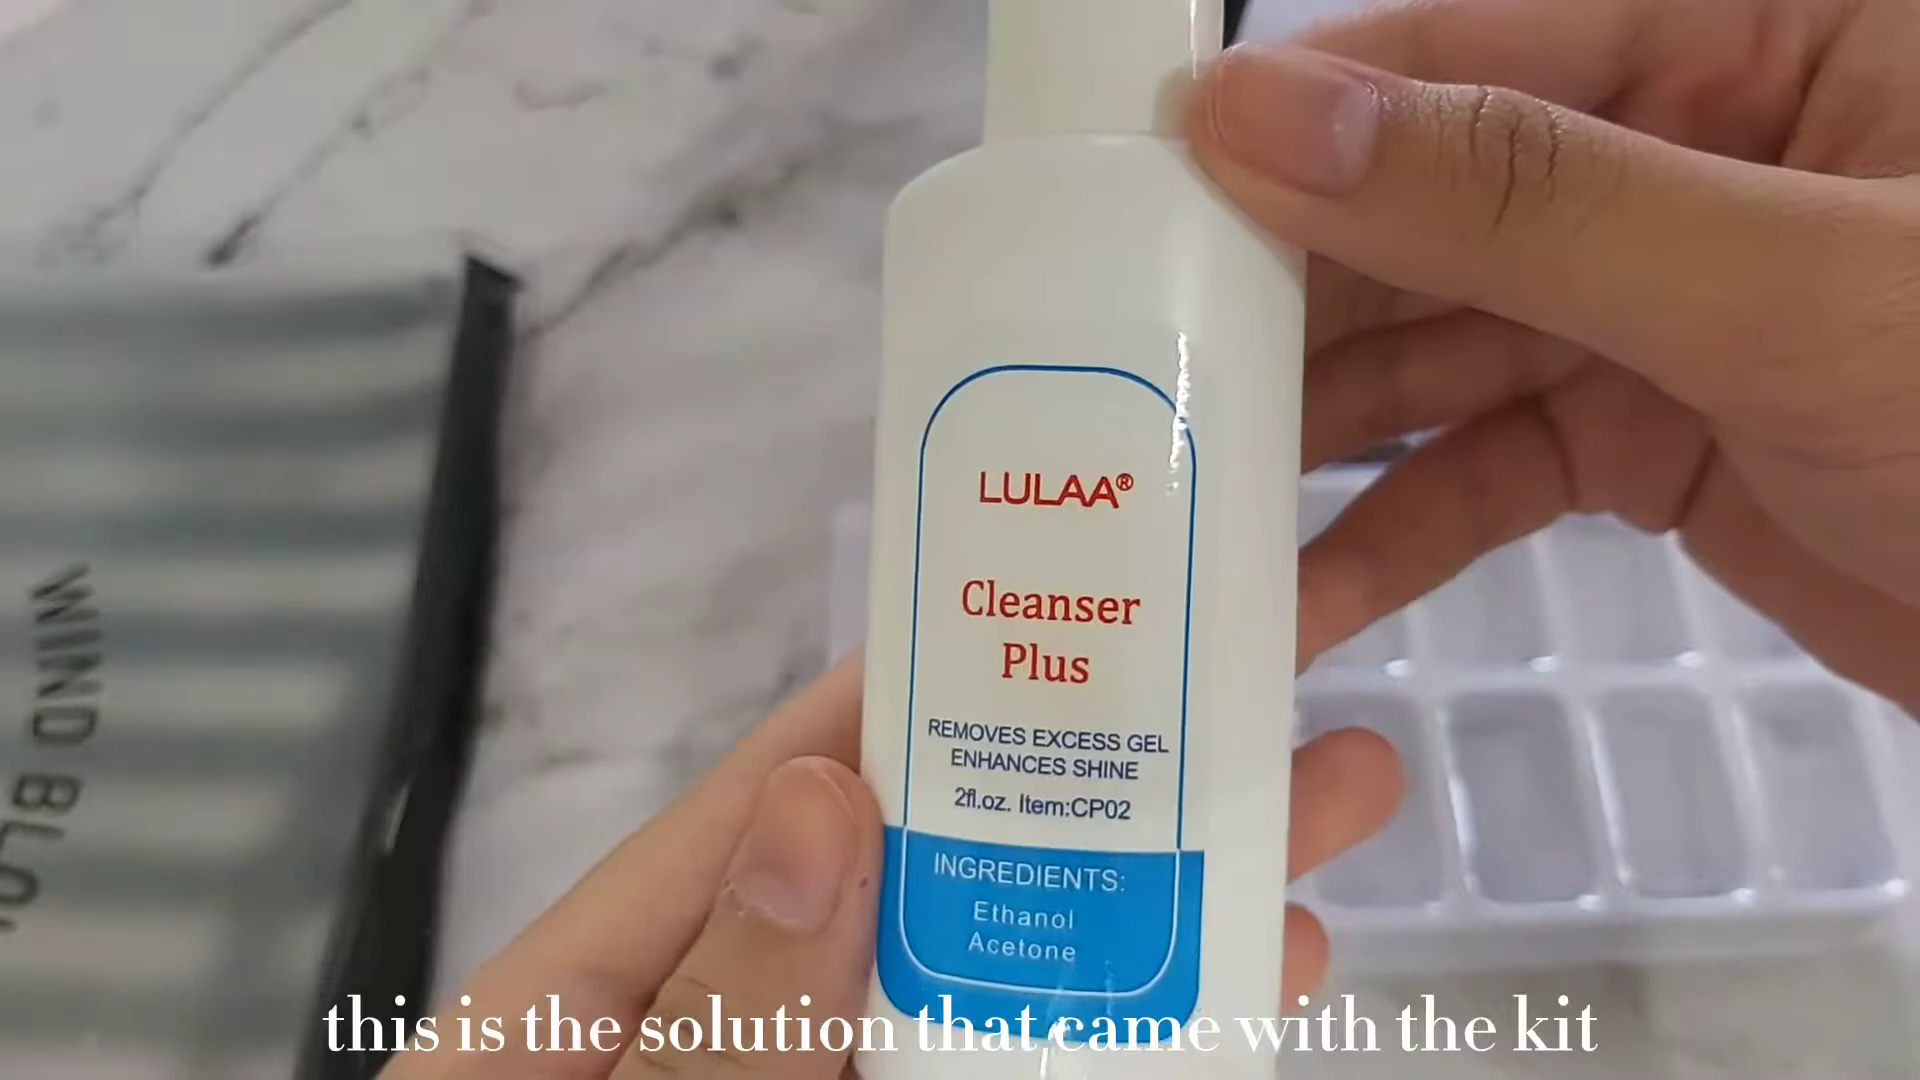 LULAA®
Cleanser
Plus
REMOVES EXCESS GEL
ENHANCES SHINE
2fl.oz. Item:CP02
INGREDIENTS:
Ethanol
Acetone
WIND
this is the solution that came with the kit